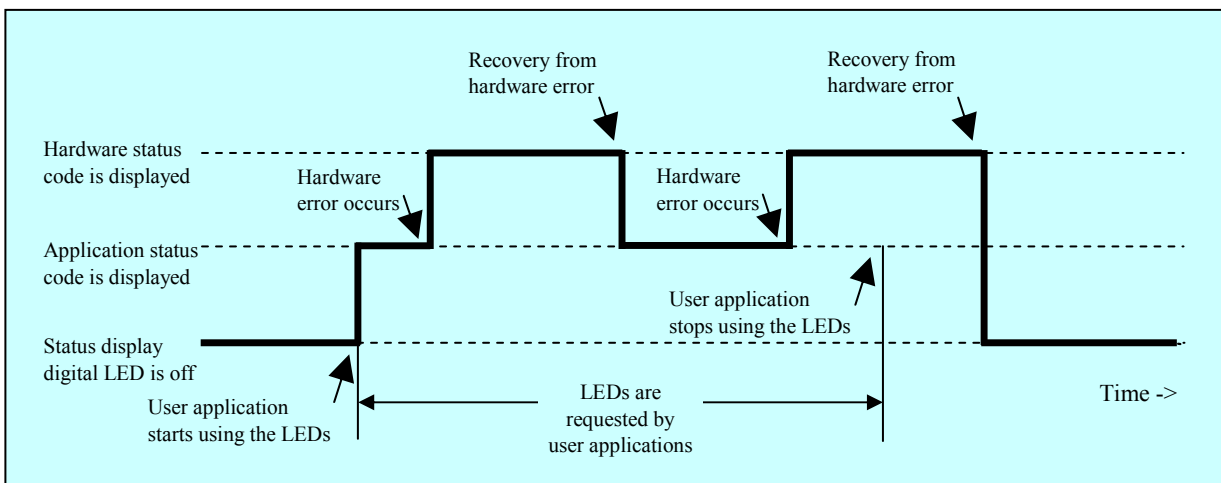 Recovery from
hardware error
Recovery from
hardware error
Hardware status
code is displayed
Hardware
error occurs
Hardware
error occurs
Application status
code is displayed
User application
stops using the LEDs
Status display
digital LED is off
User application
starts using the LEDs
LEDs are
requested by
user applications
Time ->